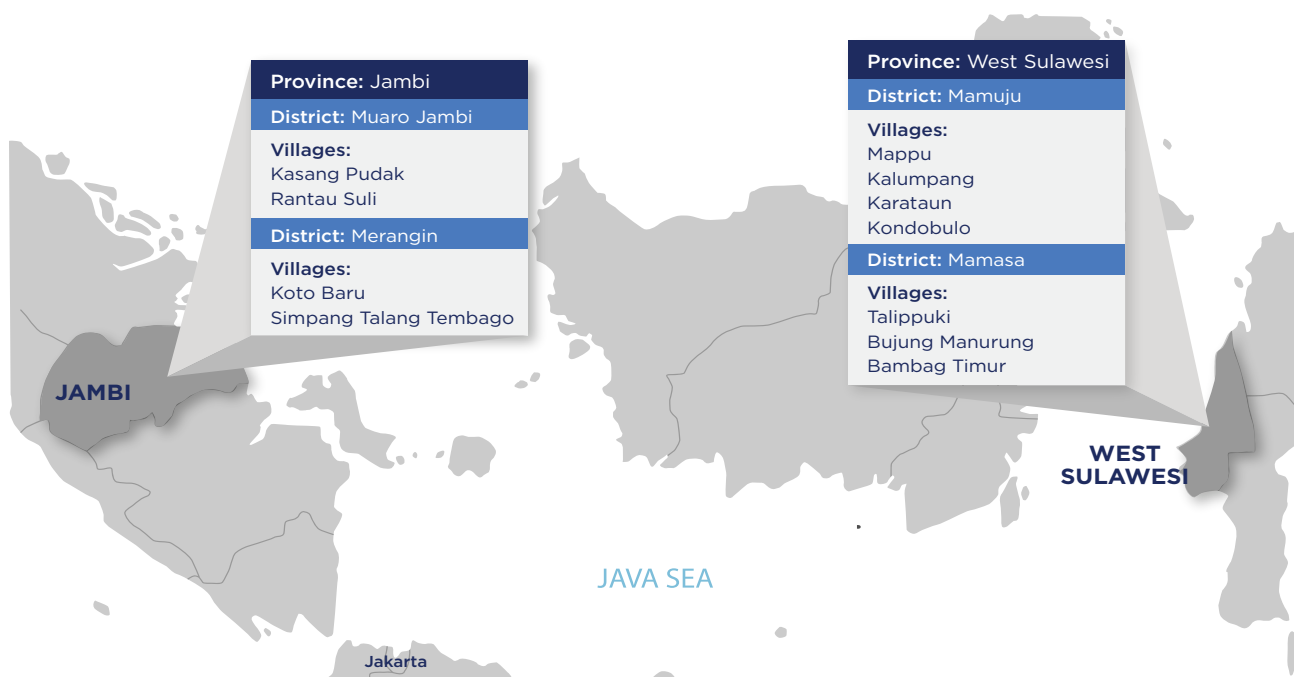 Province: Jambi
District: Muaro Jambi
Villages:
Kasang Pudak
Rantau Suli
District: Merangin
Villages:
Koto Baru
Simpang Talang Tembago
Province: West Sulawesi
District: Mamuju
Villages:
Mappu
Kalumpang
Karataun
Kondobulo
District: Mamasa
Villages:
Talippuki
Bujung Manurung
Bambag Timur
JAMBI
WEST
SULAWESI
JAVA SEA
Jakarta